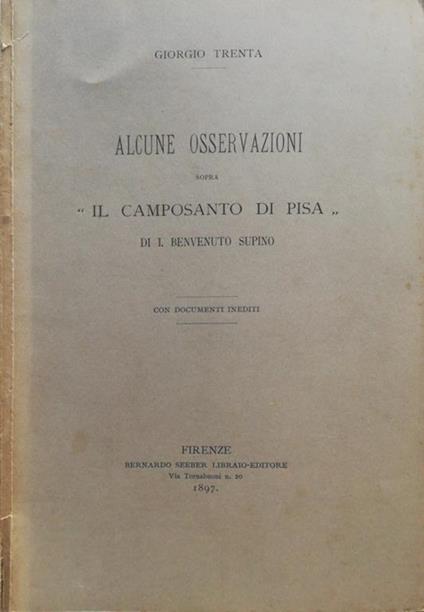 GIORGIO TRENTA
ALCUNE OSSERVAZIONI
SOPRA
“ IL CAMPOSANTO DI PISA „
DI I. BENVENUTO SUPINO
CON DOCUMENTI INEDITI
FIRENZE
BERNARDO SEEBER LIBRAIO-EDITORE
Via Tornabuoni n. 20
1897.